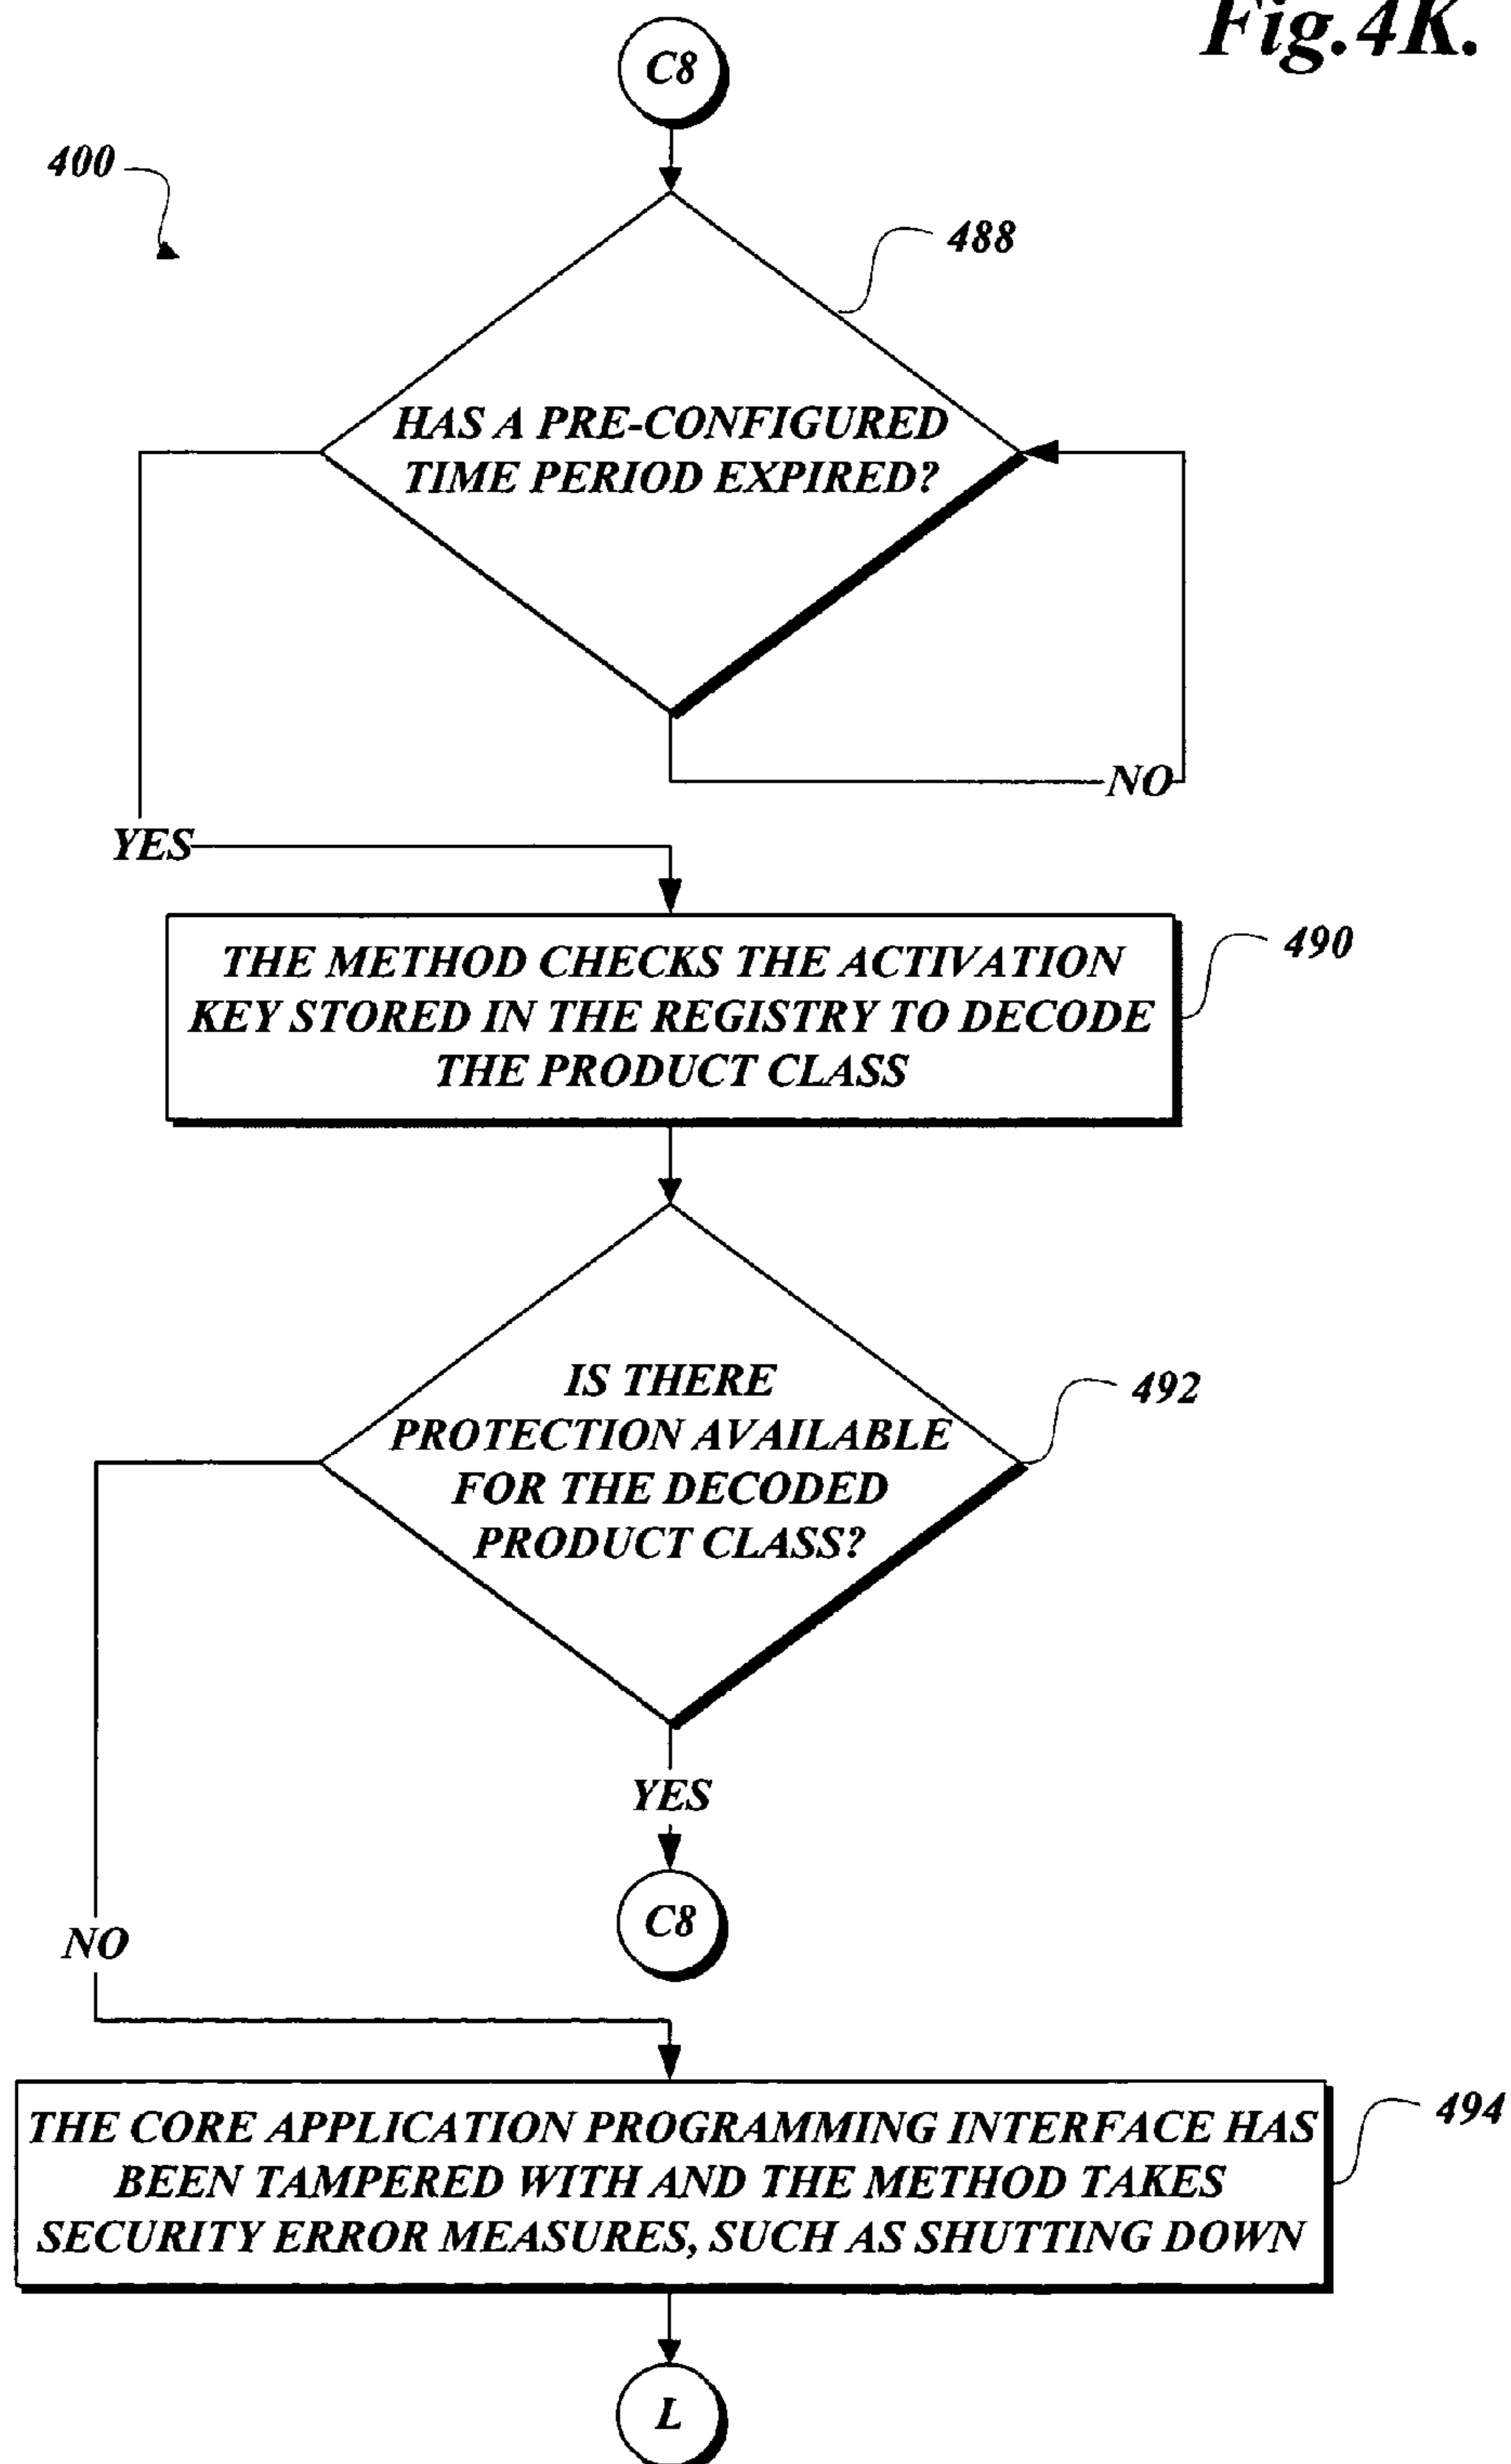 Fig.4K.
C8
400
488
HAS A PRE-CONFIGURED
TIME PERIOD EXPIRED?
NO
YES
490
THE METHOD CHECKS THE ACTIVATION
KEY STORED IN THE REGISTRY TO DECODE
THE PRODUCT CLASS
492
IS THERE
PROTECTION AVAILABLE
FOR THE DECODED
PRODUCT CLASS?
YES
C8
NO
494
THE CORE APPLICATION PROGRAMMING INTERFACE HAS
BEEN TAMPERED WITH AND THE METHOD TAKES
SECURITY ERROR MEASURES, SUCH AS SHUTTING DOWN
L